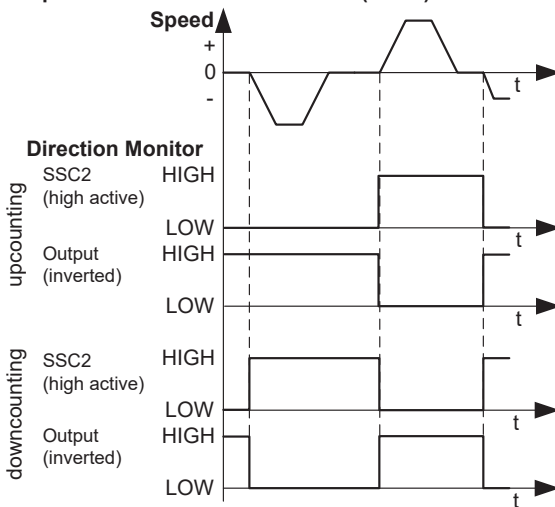 Speed
+
0
-
t
Direction Monitor
upcounting
SSC2
(high active)
HIGH
LOW
t
Output
(inverted)
HIGH
LOW
t
downcounting
SSC2
(high active)
HIGH
LOW
t
Output
(inverted)
HIGH
LOW
t